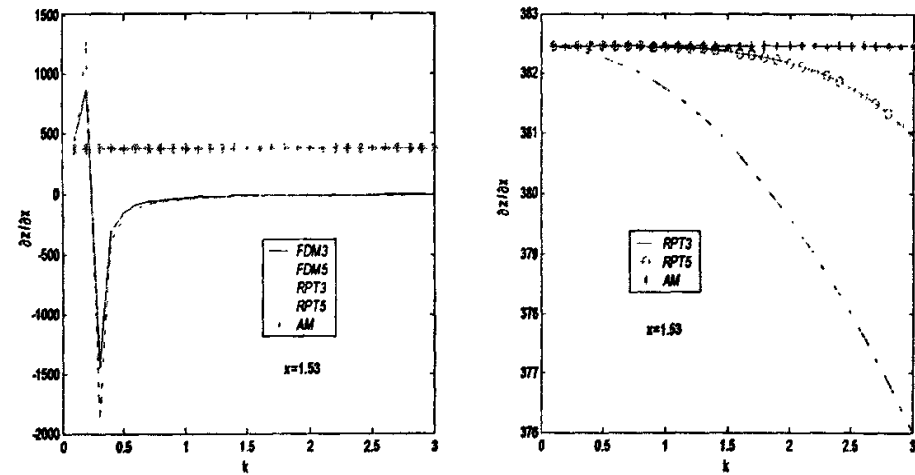 1500
1000
500
0
-500
-1000
-1500
-2000
∂z/∂x
FDM3
FDM5
RPT3
RPT5
AM
x=1.53
0 0.5 1 1.5 2 2.5 3
k
383
382
381
380
379
378
377
376
∂z/∂x
RPT3
RPT5
AM
x=1.53
0 0.5 1 1.5 2 2.5 3
k